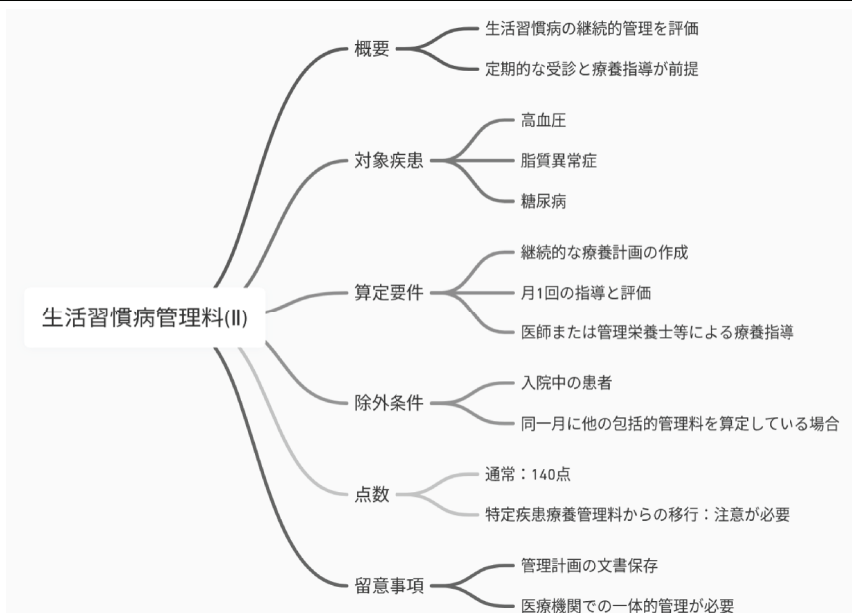 生活習慣病管理料(II)
概要
生活習慣病の継続的管理を評価
定期的な受診と療養指導が前提
対象疾患
高血圧
脂質異常症
糖尿病
算定要件
継続的な療養計画の作成
月1回の指導と評価
医師または管理栄養士等による療養指導
除外条件
入院中の患者
同一月に他の包括的管理料を算定している場合
点数
通常：140点
特定疾患療養管理料からの移行：注意が必要
留意事項
管理計画の文書保存
医療機関での一体的管理が必要